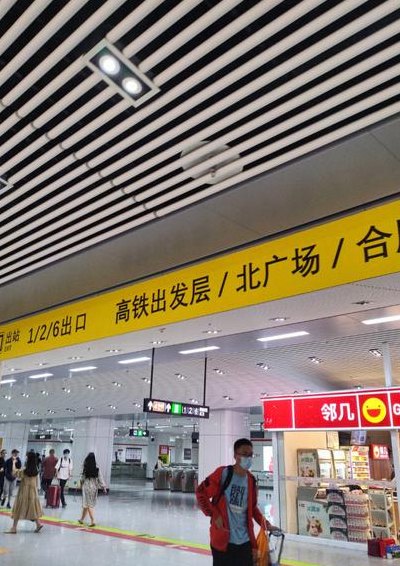 出站 1/2/6出口 高铁出发层 / 北广场 / 合
邻几